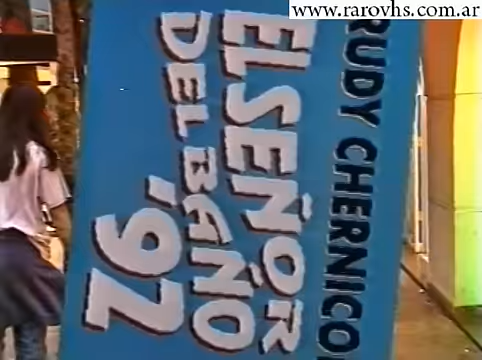 www.rarovhs.com.ar
RUDY CHERNICO
EL SEÑOR
DEL BAÑO
'92